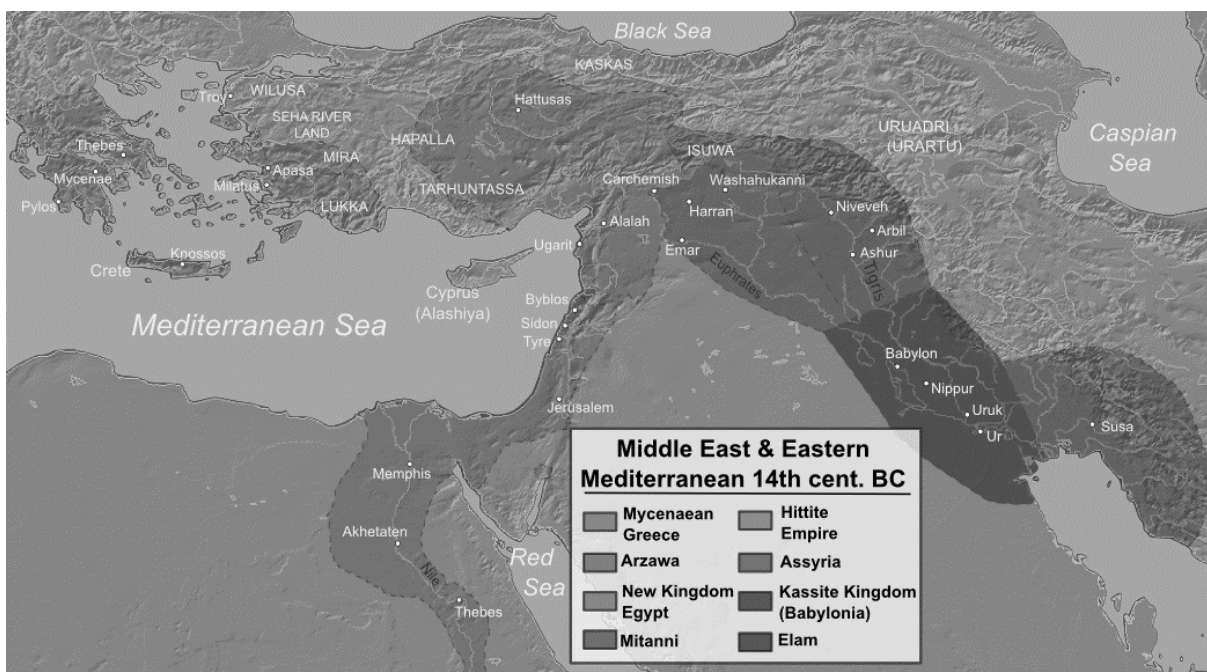 Black Sea
KASKAS
Troy
WILUSA
Hattusas
SEHA RIVER
LAND
HAPALLA
URUADRI
(URARTU)
Caspian
Sea
Thebes
MIRA
ISUWA
Mycenae
Apasa
Milatus
TARHUNTASSA
Carchemish
Washahukanni
Pylos
LUKKA
Harran
Niveveh
Alalah
Arbil
Ugarit
Emar
Ashur
Knossos
Crete
Euphrates
Tigris
Cyprus
(Alashiya)
Byblos
Mediterranean Sea
Sidon
Tyre
Babylon
Nippur
Jerusalem
Uruk
Ur
Susa
Memphis
Akhetaten
Nile
Red
Sea
Thebes
Middle East & Eastern
Mediterranean 14th cent. BC
Mycenaean
Greece
Hittite
Empire
Arzawa
Assyria
New Kingdom
Egypt
Kassite Kingdom
(Babylonia)
Mitanni
Elam